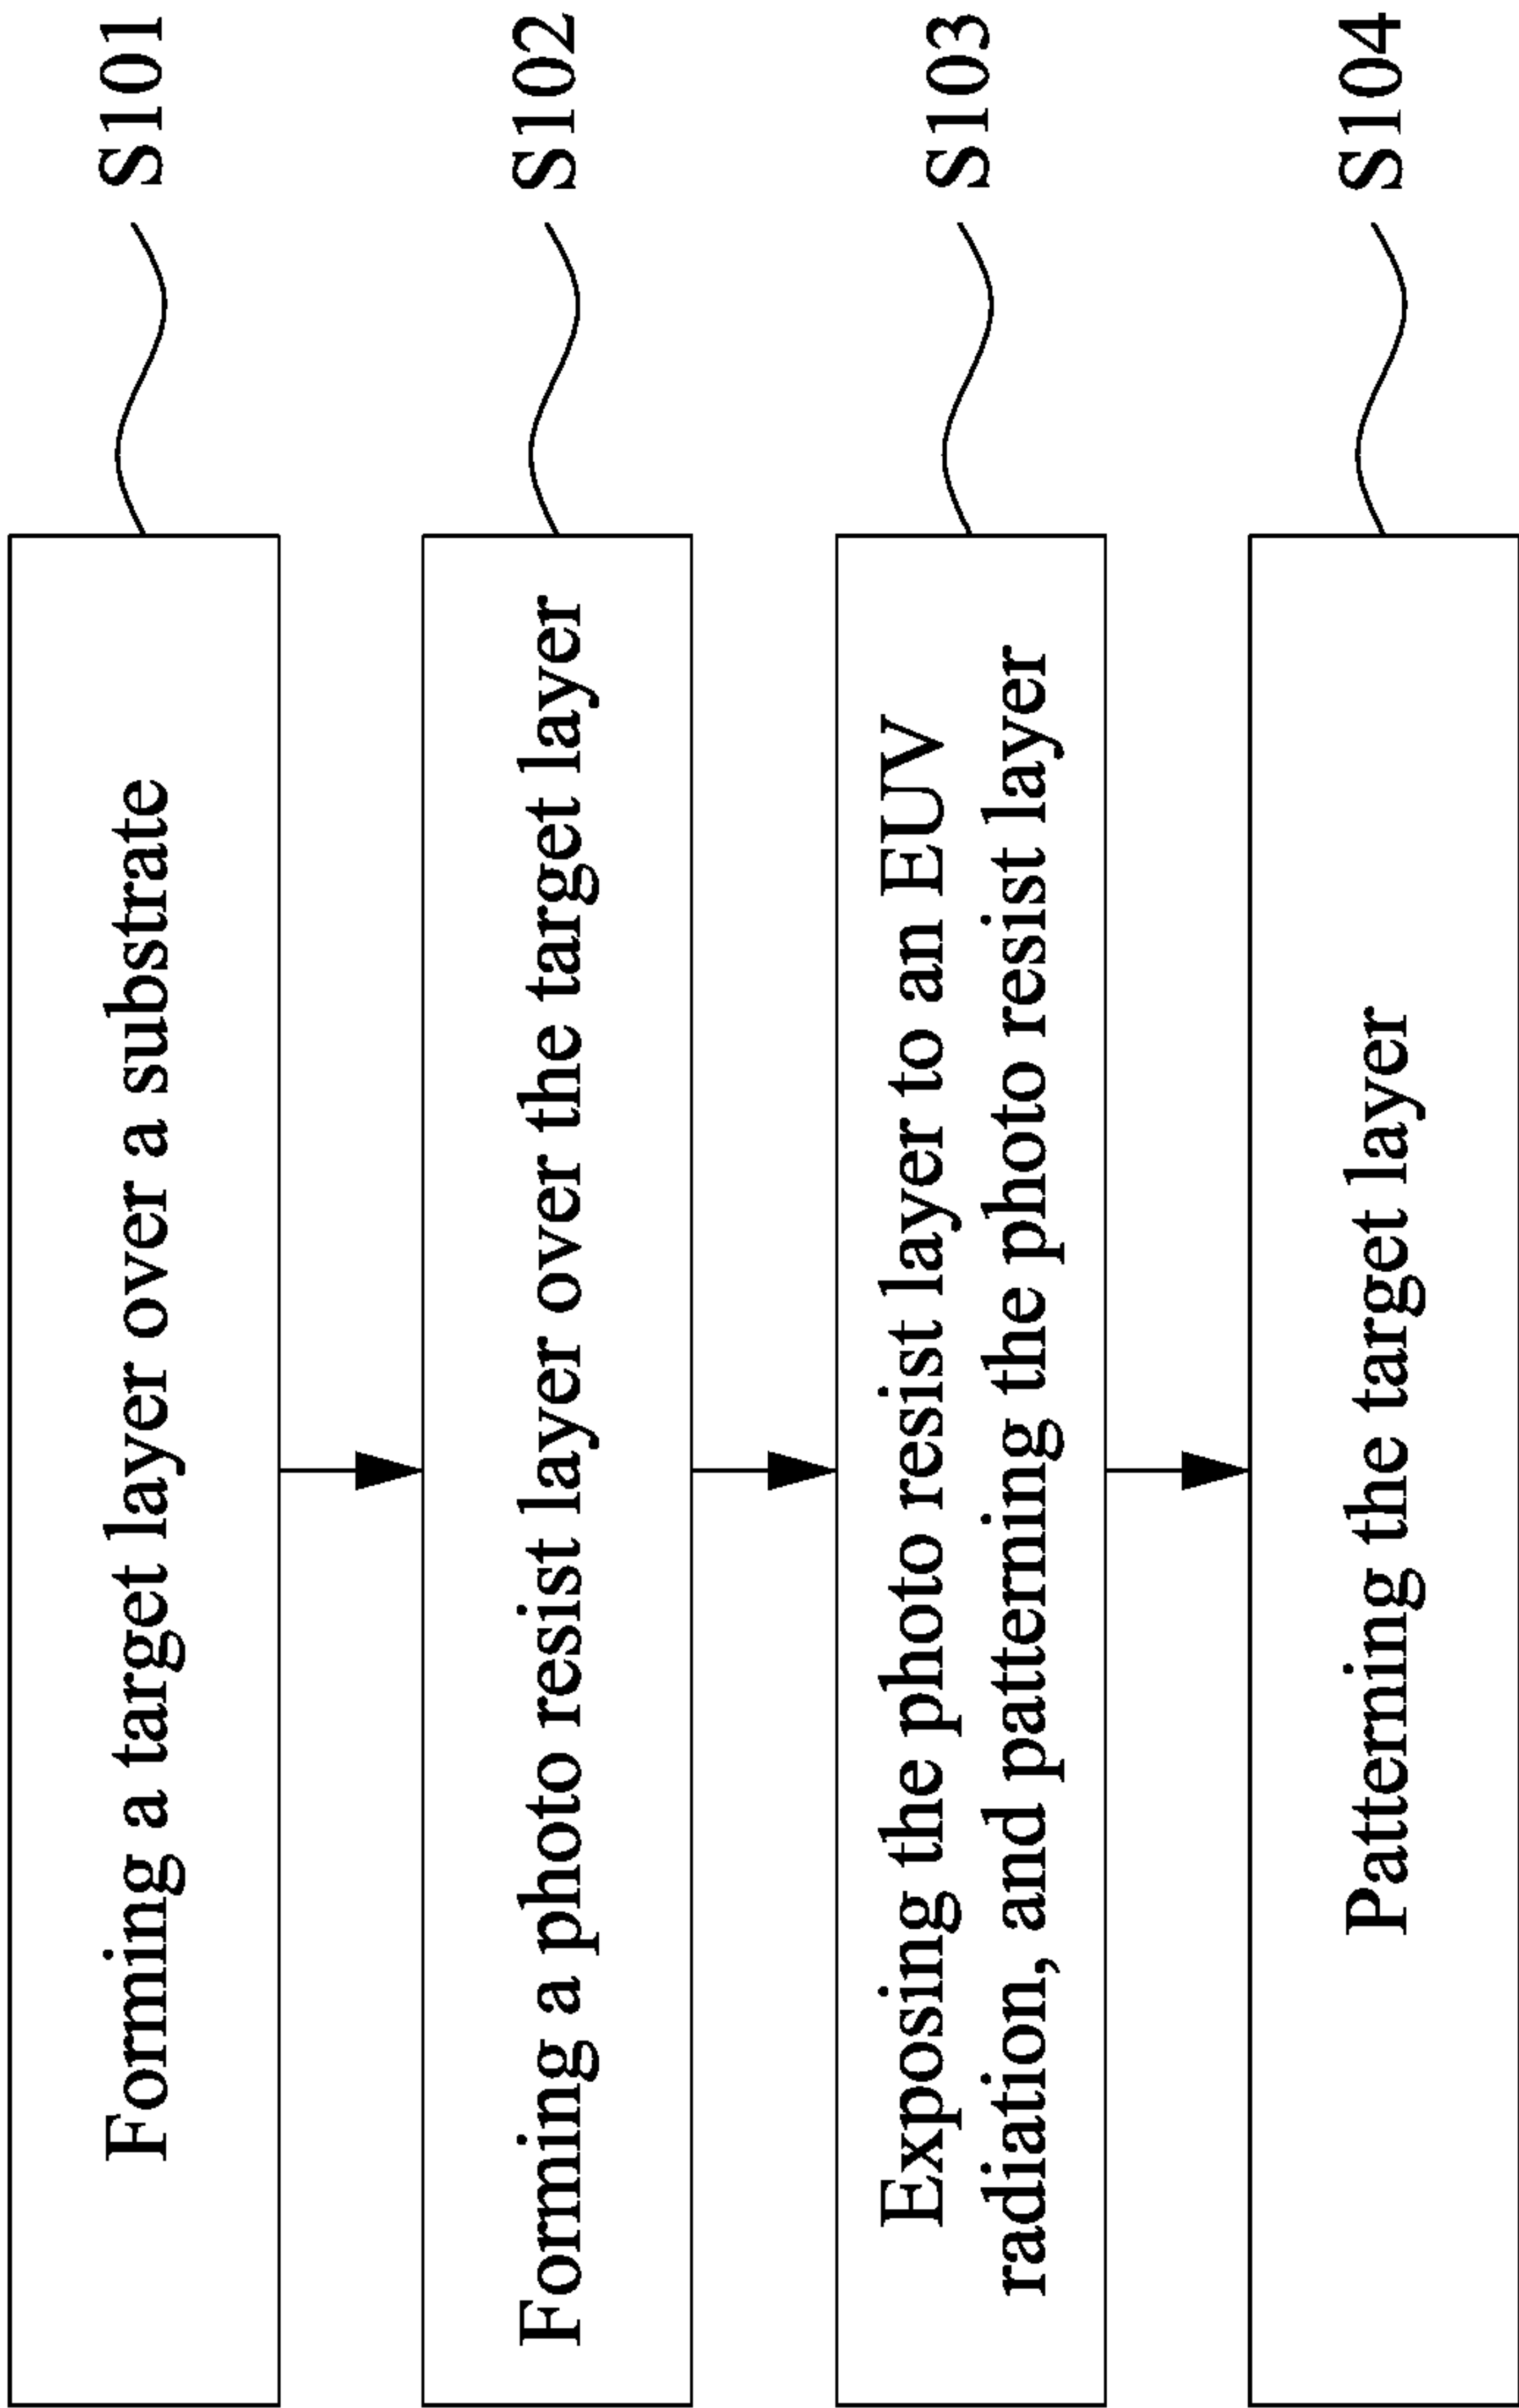 Forming a target layer over a substrate
S101
Forming a photo resist layer over the target layer
S102
Exposing the photo resist layer to an EUV
radiation, and patterning the photo resist layer
S103
Patterning the target layer
S104